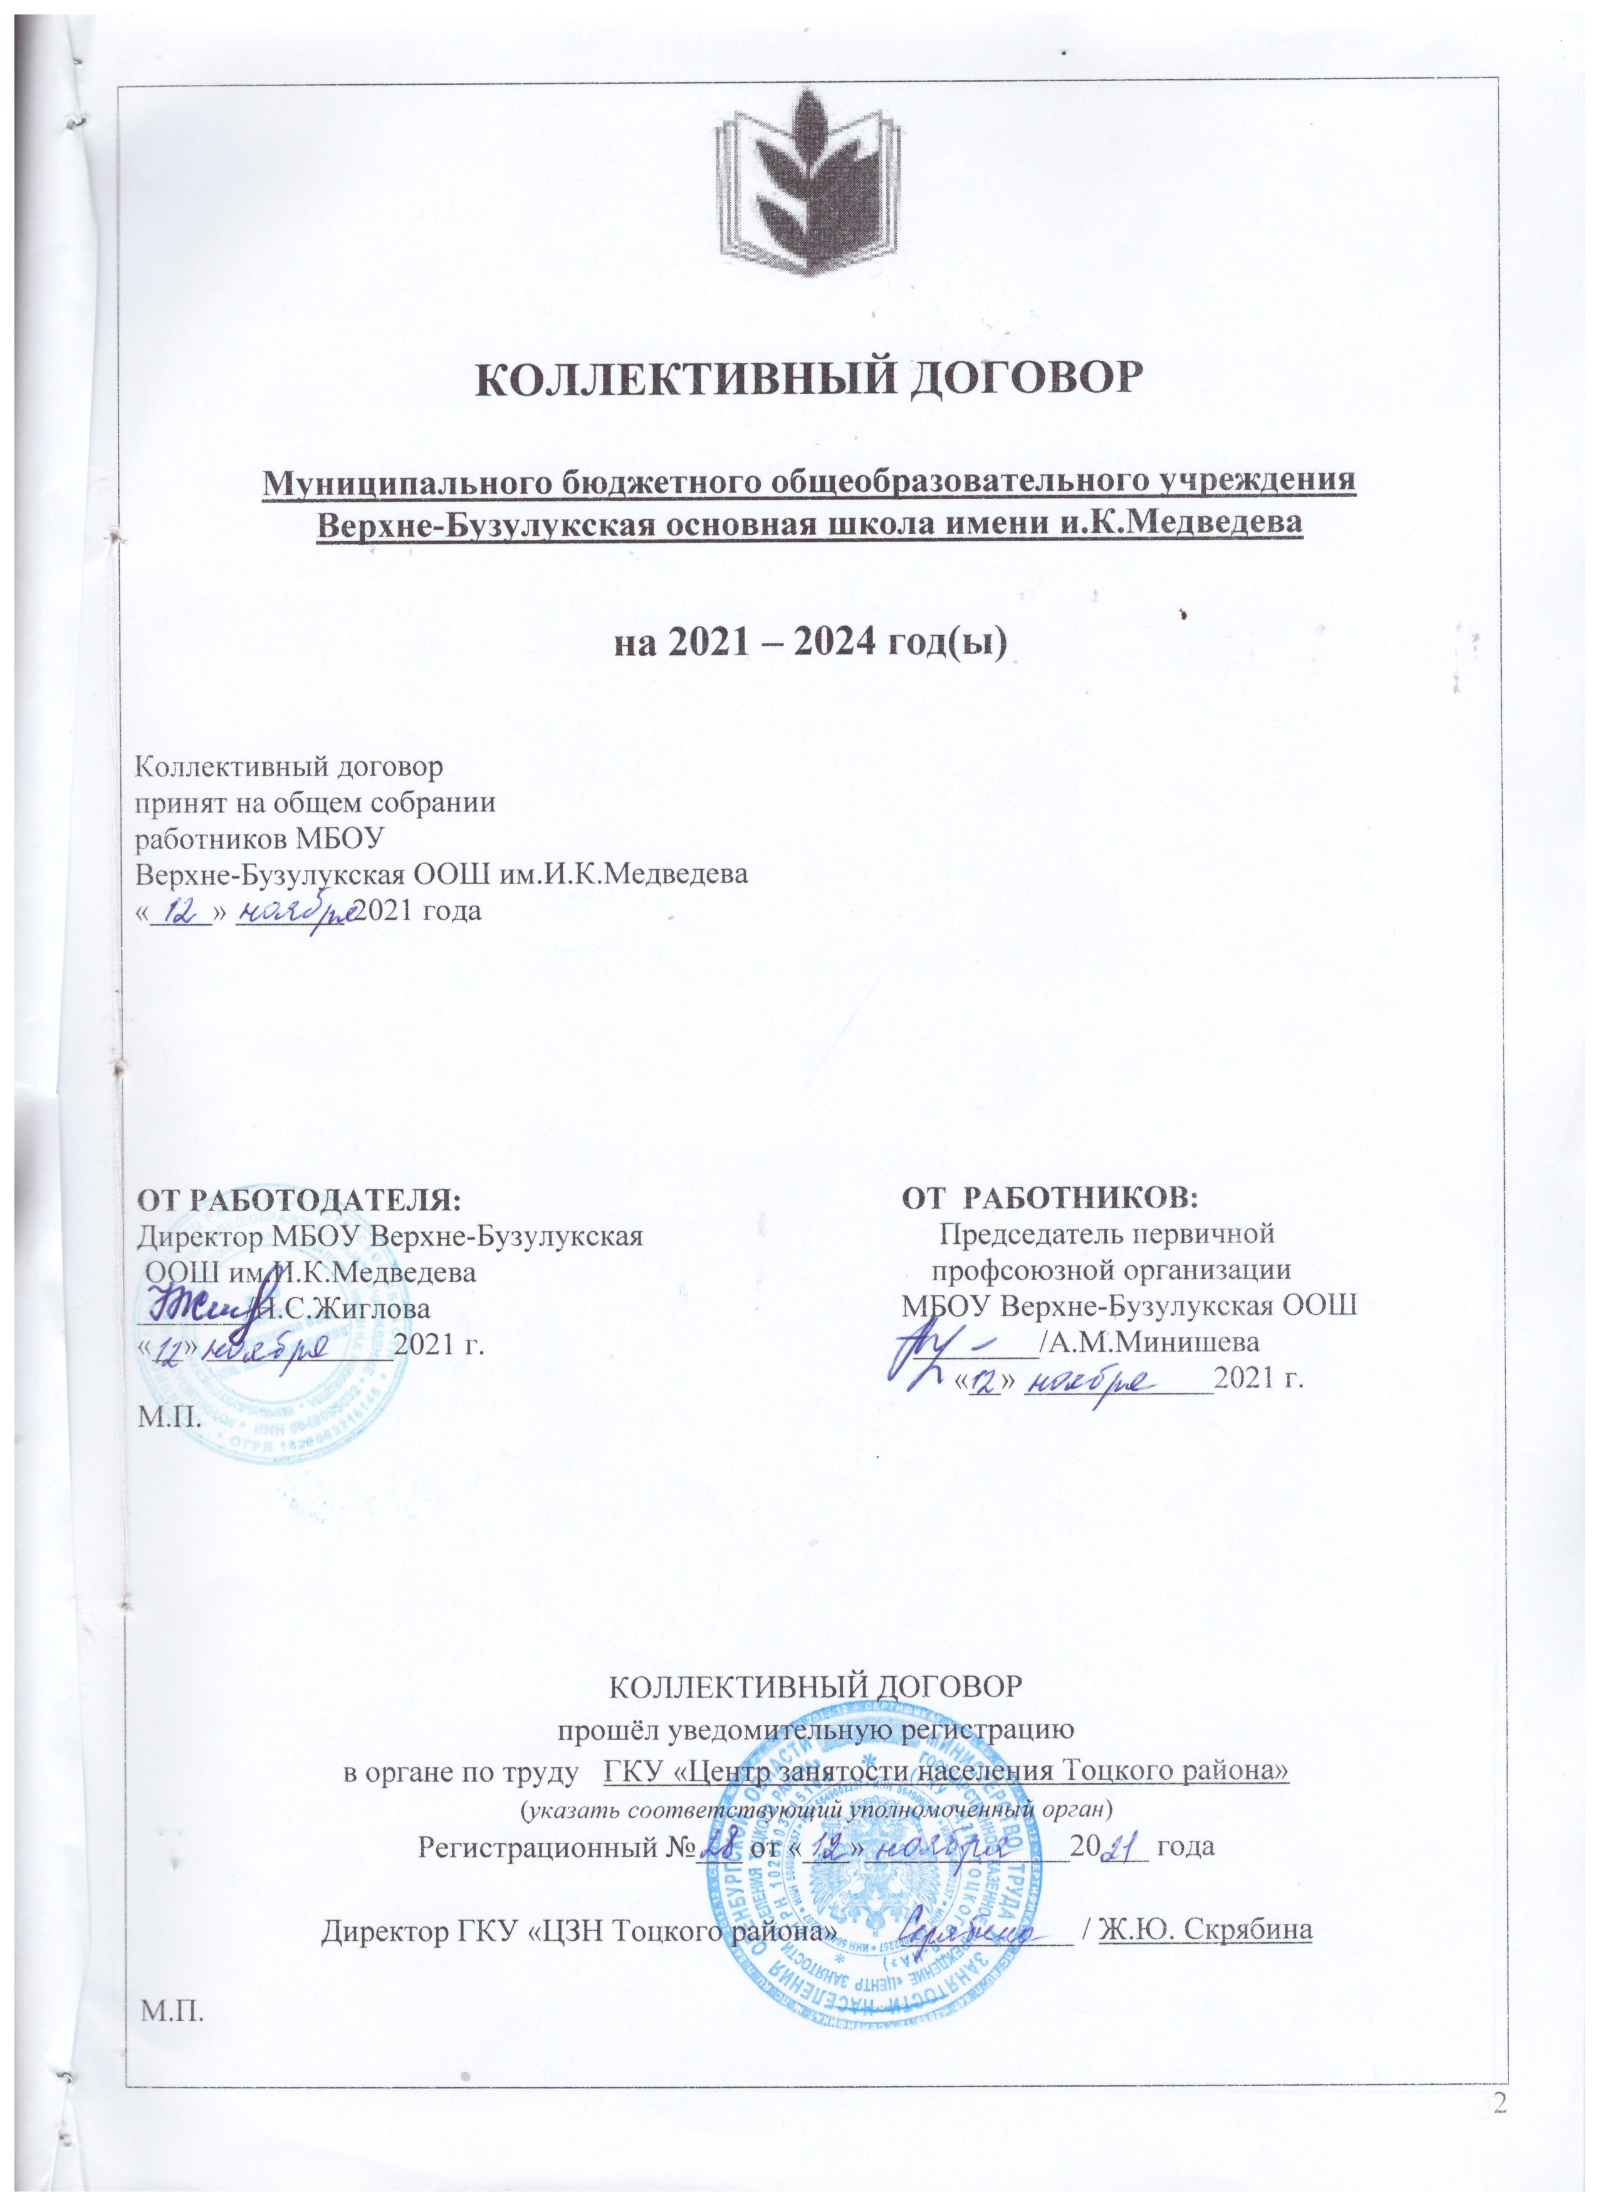 КОЛЛЕКТИВНЫЙ ДОГОВОР
Муниципального бюджетного общеобразовательного учреждения
Верхне-Бузулукская основная школа имени и.К.Медведева
на 2021 – 2024 год(ы)
Коллективный договор
принят на общем собрании
работников МБОУ
Верхне-Бузулукская ООШ им.И.К.Медведева
«12» ноября 2021 года
ОТ РАБОТОДАТЕЛЯ:
Директор МБОУ Верхне-Бузулукская
ООШ им.И.К.Медведева
/Н.С.Жиглова
«12» ноября 2021 г.
М.П.
ОТ РАБОТНИКОВ:
Председатель первичной
профсоюзной организации
МБОУ Верхне-Бузулукская ООШ
/А.М.Минишева
«12» ноября 2021 г.
КОЛЛЕКТИВНЫЙ ДОГОВОР
прошёл уведомительную регистрацию
в органе по труду ГКУ «Центр занятости населения Тоцкого района»
(указать соответствующий уполномоченный орган)
Регистрационный № 28 от «12» ноября 2021 года
Директор ГКУ «ЦЗН Тоцкого района» Скрябина / Ж.Ю. Скрябина
М.П.
2